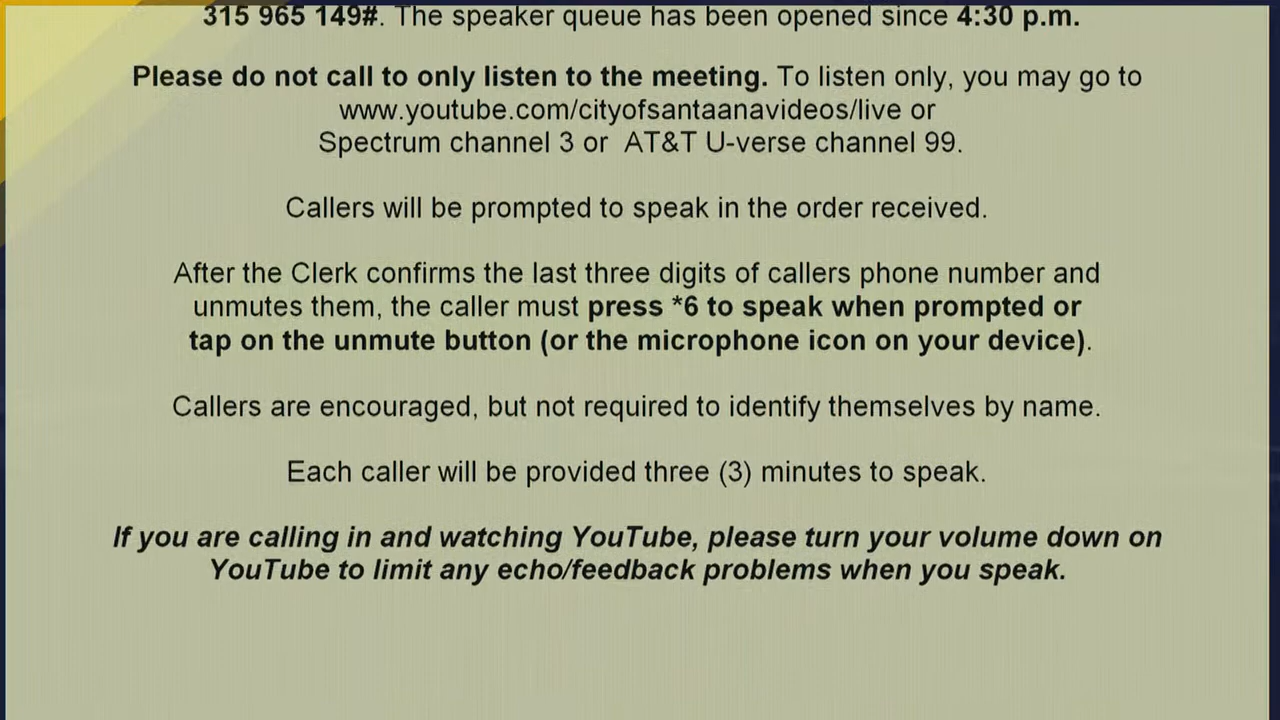 315 965 149#. The speaker queue has been opened since 4:30 p.m.
Please do not call to only listen to the meeting. To listen only, you may go to
www.youtube.com/cityofsantaanavideos/live or
Spectrum channel 3 or AT&T U-verse channel 99.
Callers will be prompted to speak in the order received.
After the Clerk confirms the last three digits of callers phone number and
unmutes them, the caller must press *6 to speak when prompted or
tap on the unmute button (or the microphone icon on your device).
Callers are encouraged, but not required to identify themselves by name.
Each caller will be provided three (3) minutes to speak.
If you are calling in and watching YouTube, please turn your volume down on
YouTube to limit any echo/feedback problems when you speak.